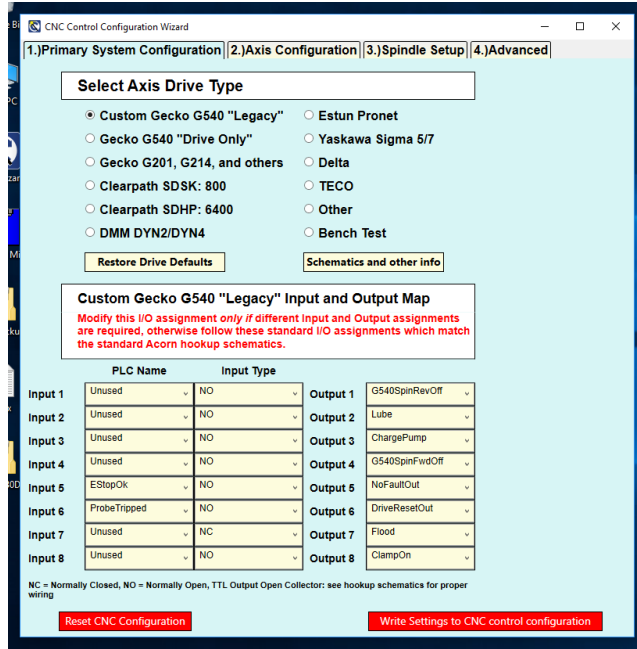 CNC Control Configuration Wizard
1.)Primary System Configuration 2.)Axis Configuration 3.)Spindle Setup 4.)Advanced
Select Axis Drive Type
Custom Gecko G540 "Legacy" Estun Pronet
Gecko G540 "Drive Only" Yaskawa Sigma 5/7
Gecko G201, G214, and others Delta
Clearpath SDSK: 800 TECO
Clearpath SDHP: 6400 Other
DMM DYN2/DYN4 Bench Test
Restore Drive Defaults Schematics and other info
Custom Gecko G540 "Legacy" Input and Output Map
Modify this I/O assignment only if different Input and Output assignments
are required, otherwise follow these standard I/O assignments which match
the standard Acorn hookup schematics.
PLC Name Input Type
Input 1 Unused NO Output 1 G540SpinRevOff
Input 2 Unused NO Output 2 Lube
Input 3 Unused NO Output 3 ChargePump
Input 4 Unused NO Output 4 G540SpinFwdOff
Input 5 EStopOk NO Output 5 NoFaultOut
Input 6 ProbeTripped NO Output 6 DriveResetOut
Input 7 Unused NC Output 7 Flood
Input 8 Unused NO Output 8 ClampOn
NC = Normally Closed, NO = Normally Open, TTL Output Open Collector: see hookup schematics for proper
wiring
Reset CNC Configuration Write Settings to CNC control configuration